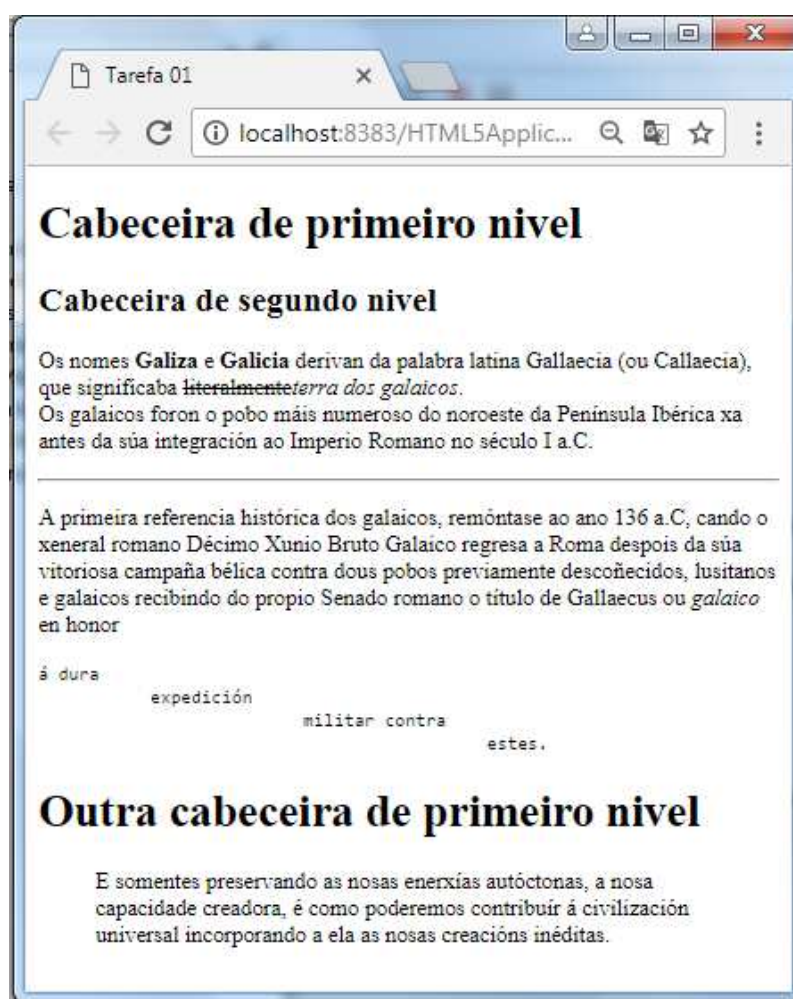 Tarefa 01
localhost:8383/HTML5Applic...
Cabeceira de primeiro nivel
Cabeceira de segundo nivel
Os nomes Galiza e Galicia derivan da palabra latina Gallaecia (ou Callaecia),
que significaba literalmenteterra dos galaicos.
Os galaicos foron o pobo máis numeroso do noroeste da Península Ibérica xa
antes da súa integración ao Imperio Romano no século I a.C.
A primeira referencia histórica dos galaicos, remóntase ao ano 136 a.C, cando o
xeneral romano Décimo Xunio Bruto Galaico regresa a Roma despois da súa
vitoriosa campaña bélica contra dous pobos previamente descoñecidos, lusitanos
e galaicos recibindo do propio Senado romano o título de Gallaecus ou galaico
en honor
á dura
expedición
militar contra
estes.
Outra cabeceira de primeiro nivel
E somentes preservando as nosas enerxías autóctonas, a nosa
capacidade creadora, é como poderemos contribuír á civilización
universal incorporando a ela as nosas creacións inéditas.